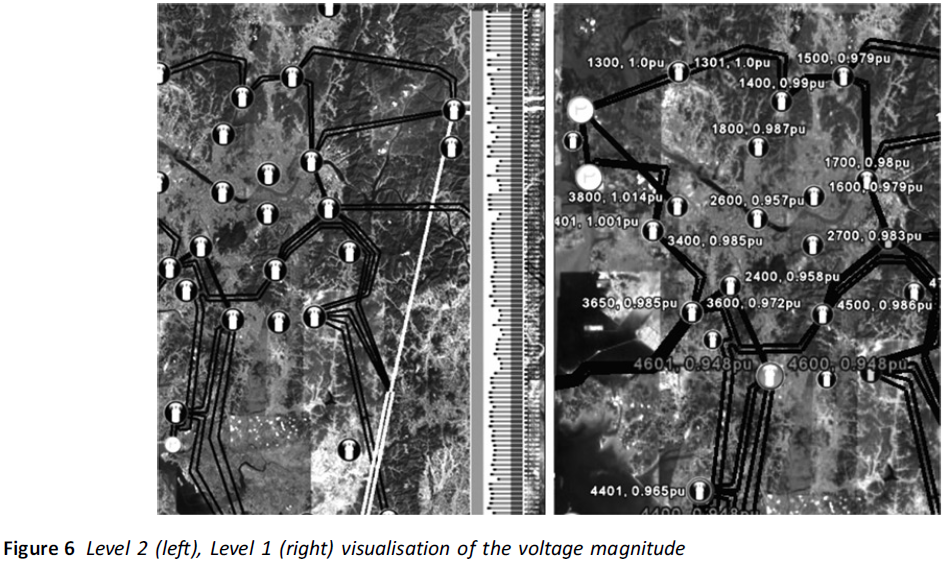 1500, 0.979pu
1300, 1.0pu
1301, 1.0pu
1400, 0.99pu
1800, 0.987pu
1700, 0.98pu
1600, 0.979pu
3800, 1.014pu
2600, 0.957pu
401, 1.001pu
3400, 0.985pu
2700, 0.983pu
2400, 0.958pu
3650, 0.985pu
3600, 0.972pu
4500, 0.986pu
4601, 0.948pu
4600, 0.948pu
4401, 0.965pu
4400, 0.948pu
Figure 6 Level 2 (left), Level 1 (right) visualisation of the voltage magnitude